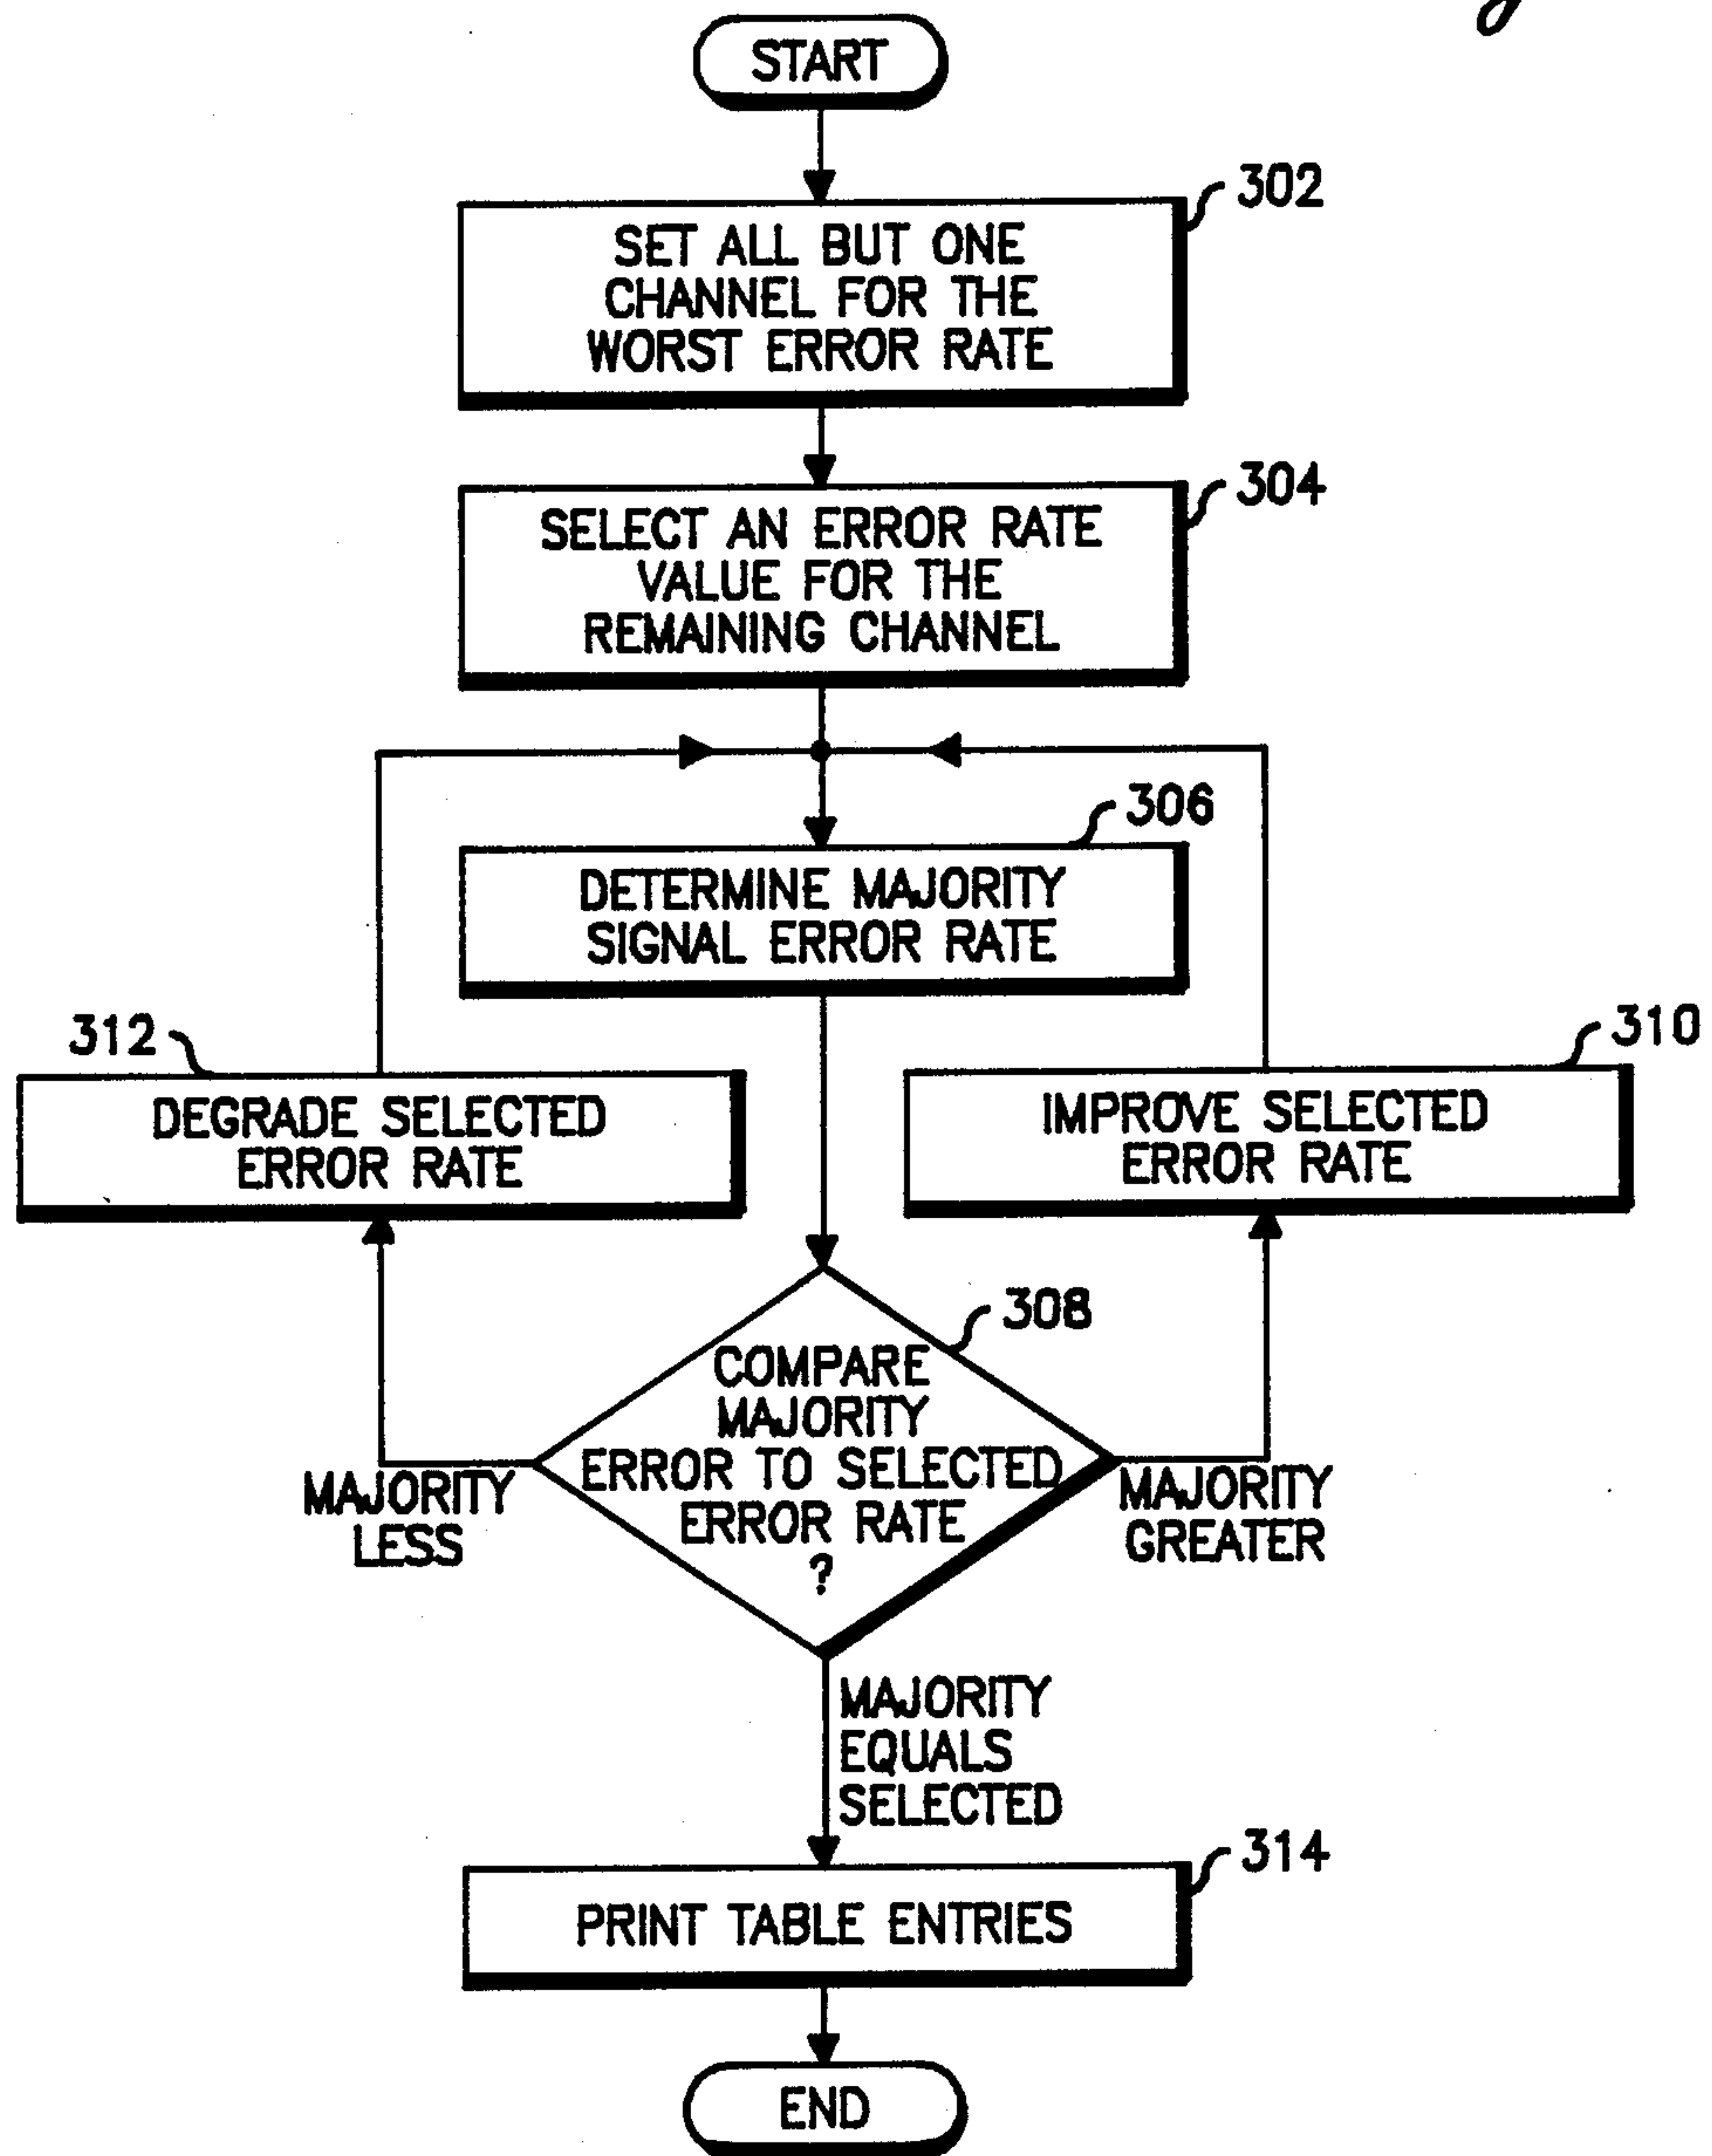 START
302
SET ALL BUT ONE
CHANNEL FOR THE
WORST ERROR RATE
304
SELECT AN ERROR RATE
VALUE FOR THE
REMAINING CHANNEL
306
DETERMINE MAJORITY
SIGNAL ERROR RATE
312
DEGRADE SELECTED
ERROR RATE
310
IMPROVE SELECTED
ERROR RATE
308
COMPARE
MAJORITY
ERROR TO SELECTED
ERROR RATE
?
MAJORITY
LESS
MAJORITY
GREATER
MAJORITY
EQUALS
SELECTED
314
PRINT TABLE ENTRIES
END